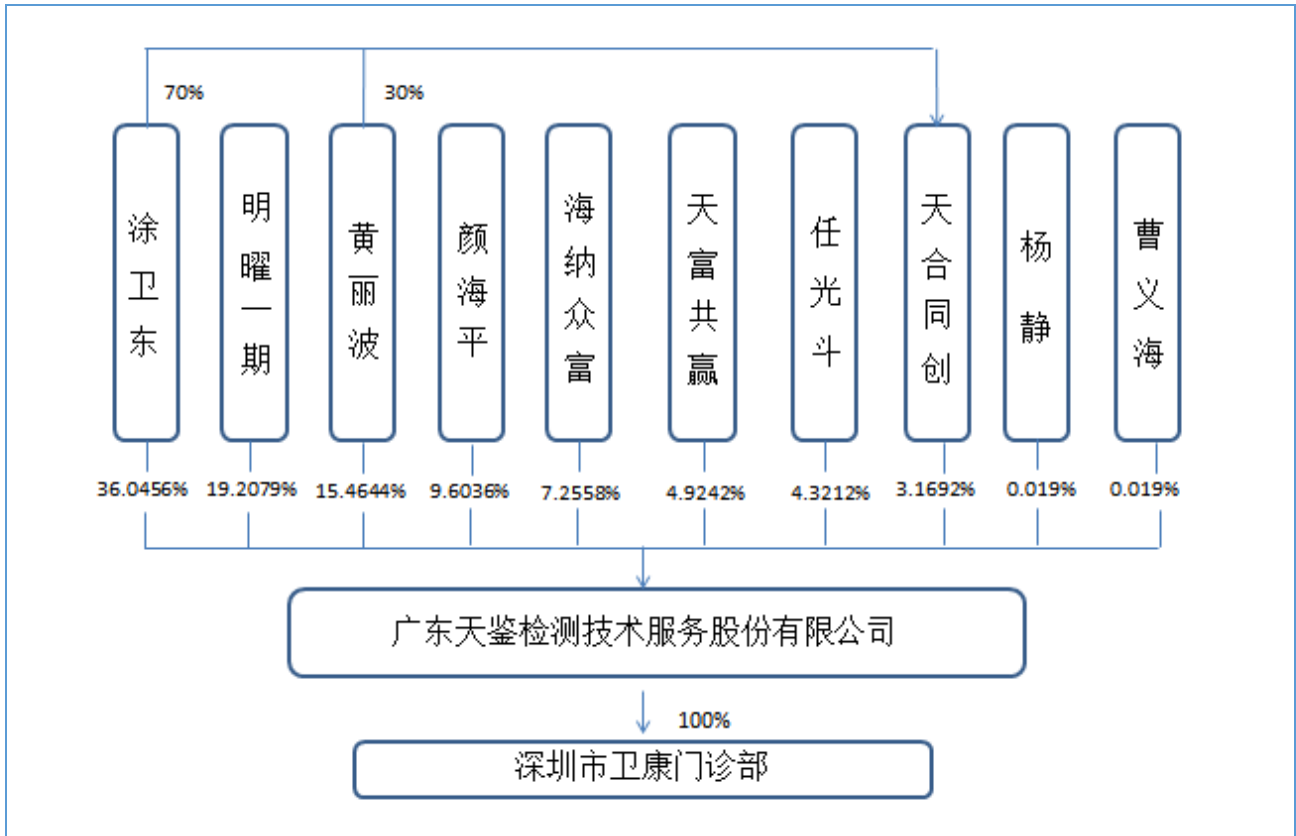 70%
30%
涂卫东
明曜一期
黄丽波
颜海平
海纳众富
天富共赢
任光斗
天合同创
杨静
曹义海
36.0456%
19.2079%
15.4644%
9.6036%
7.2558%
4.9242%
4.3212%
3.1692%
0.019%
0.019%
广东天鉴检测技术服务股份有限公司
100%
深圳市卫康门诊部